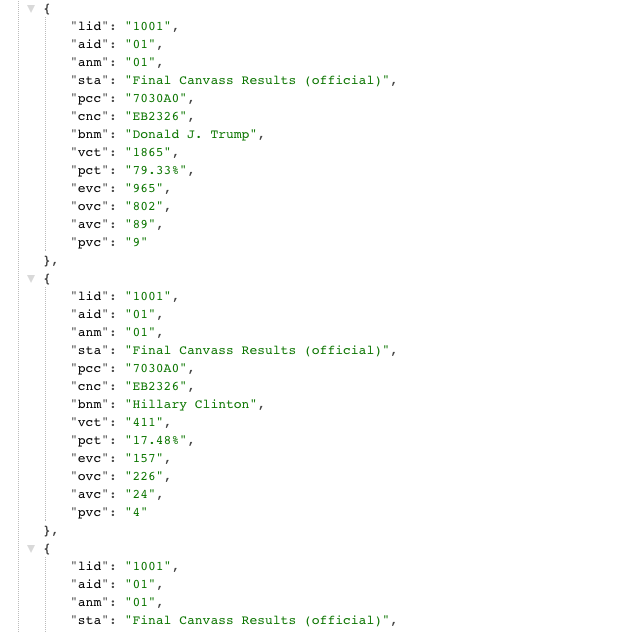 {
"lid": "1001",
"aid": "01",
"anm": "01",
"sta": "Final Canvass Results (official)",
"pcc": "7030A0",
"cnc": "EB2326",
"bnm": "Donald J. Trump",
"vct": "1865",
"pct": "79.33%",
"evc": "965",
"ovc": "802",
"avc": "89",
"pvc": "9"
},
{
"lid": "1001",
"aid": "01",
"anm": "01",
"sta": "Final Canvass Results (official)",
"pcc": "7030A0",
"cnc": "EB2326",
"bnm": "Hillary Clinton",
"vct": "411",
"pct": "17.48%",
"evc": "157",
"ovc": "226",
"avc": "24",
"pvc": "4"
},
{
"lid": "1001",
"aid": "01",
"anm": "01",
"sta": "Final Canvass Results (official)",